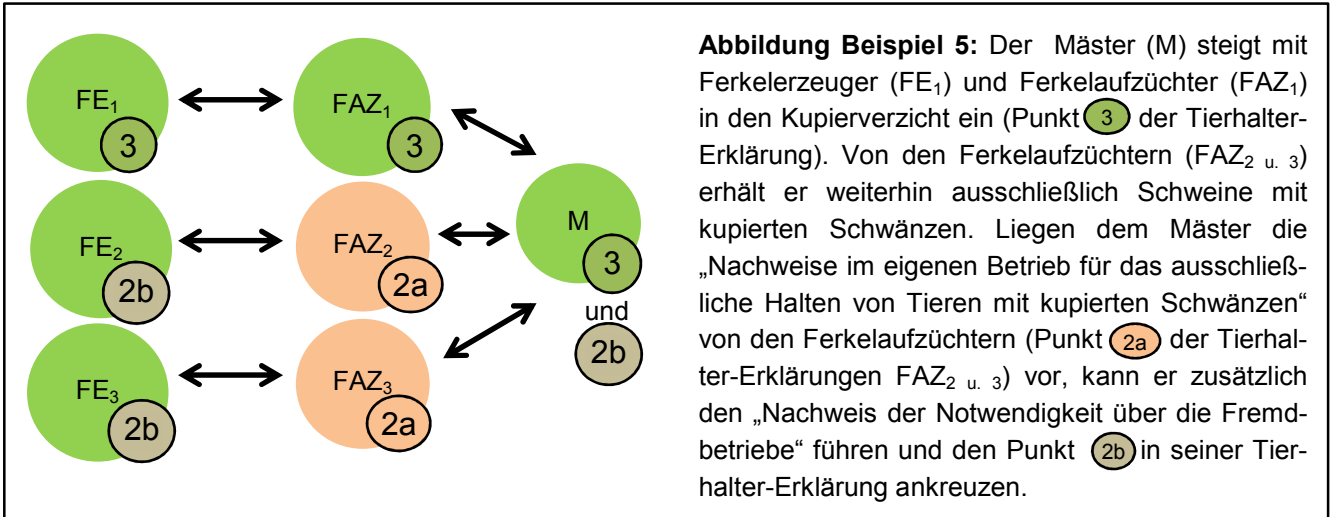 FE1
3
FAZ1
3
FE2
2b
FAZ2
2a
M
3
und
2b
FE3
2b
FAZ3
2a
Abbildung Beispiel 5: Der Mäster (M) steigt mit
Ferkelerzeuger (FE1) und Ferkelaufzüchter (FAZ1)
in den Kupierverzicht ein (Punkt 3 der Tierhalter-
Erklärung). Von den Ferkelaufzüchtern (FAZ2 u. 3)
erhält er weiterhin ausschließlich Schweine mit
kupierten Schwänzen. Liegen dem Mäster die
„Nachweise im eigenen Betrieb für das ausschließ-
liche Halten von Tieren mit kupierten Schwänzen“
von den Ferkelaufzüchtern (Punkt 2a der Tierhal-
ter-Erklärungen FAZ2 u. 3) vor, kann er zusätzlich
den „Nachweis der Notwendigkeit über die Fremd-
betriebe“ führen und den Punkt 2b in seiner Tier-
halter-Erklärung ankreuzen.